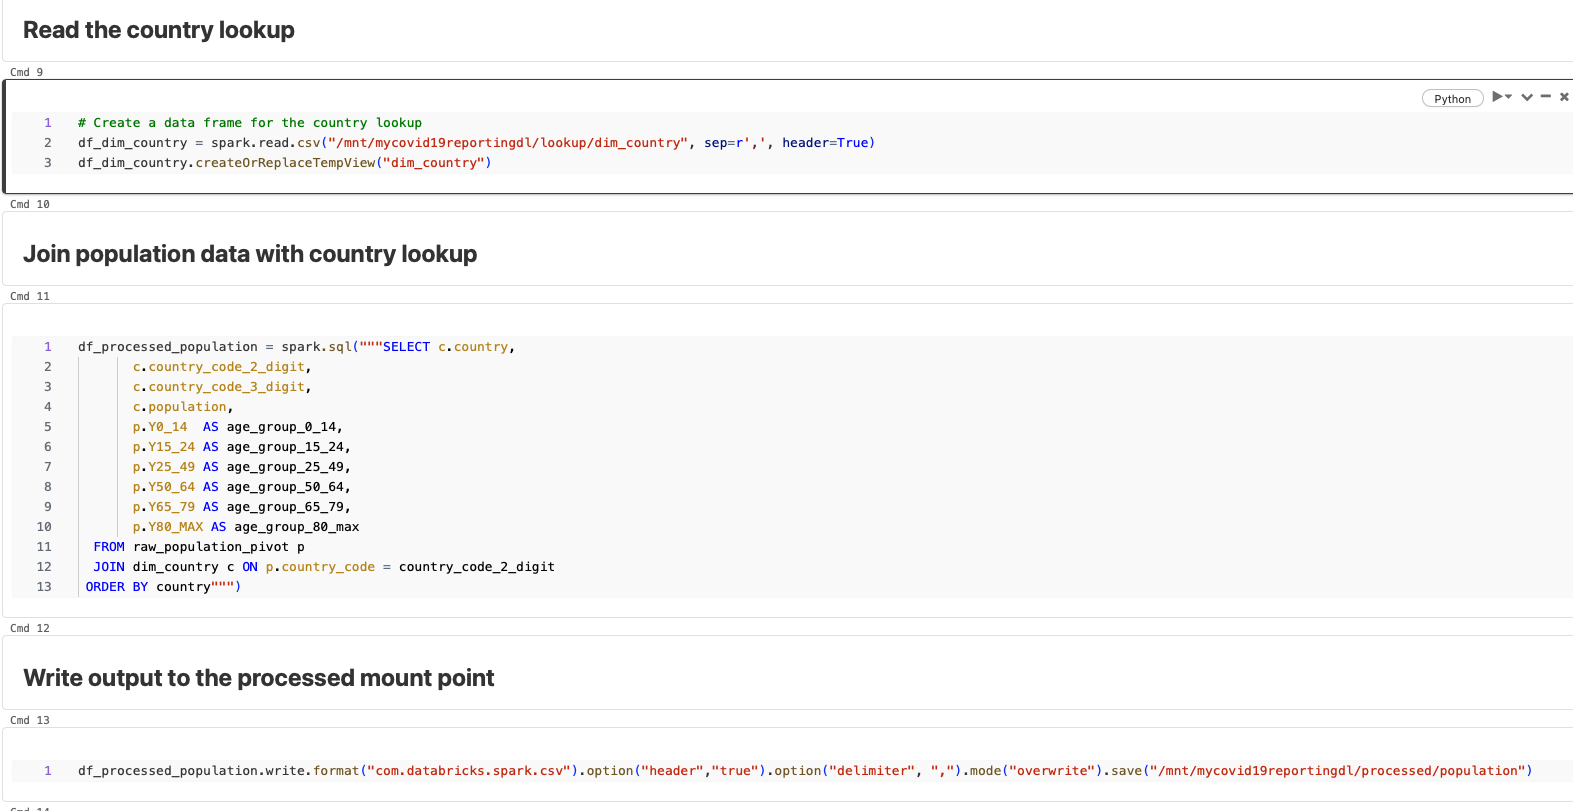 Read the country lookup
Cmd 9
Python
1 # Create a data frame for the country lookup
2 df_dim_country = spark.read.csv("/mnt/mycovid19reportingdl/lookup/dim_country", sep=r',', header=True)
3 df_dim_country.createOrReplaceTempView("dim_country")
Cmd 10
Join population data with country lookup
Cmd 11
1 df_processed_population = spark.sql("""SELECT c.country,
2 c.country_code_2_digit,
3 c.country_code_3_digit,
4 c.population,
5 p.Y0_14  AS age_group_0_14,
6 p.Y15_24 AS age_group_15_24,
7 p.Y25_49 AS age_group_25_49,
8 p.Y50_64 AS age_group_50_64,
9 p.Y65_79 AS age_group_65_79,
10 p.Y80_MAX AS age_group_80_max
11 FROM raw_population_pivot p
12 JOIN dim_country c ON p.country_code = country_code_2_digit
13 ORDER BY country""")
Cmd 12
Write output to the processed mount point
Cmd 13
1 df_processed_population.write.format("com.databricks.spark.csv").option("header","true").option("delimiter", ",").mode("overwrite").save("/mnt/mycovid19reportingdl/processed/population")
Cmd 14